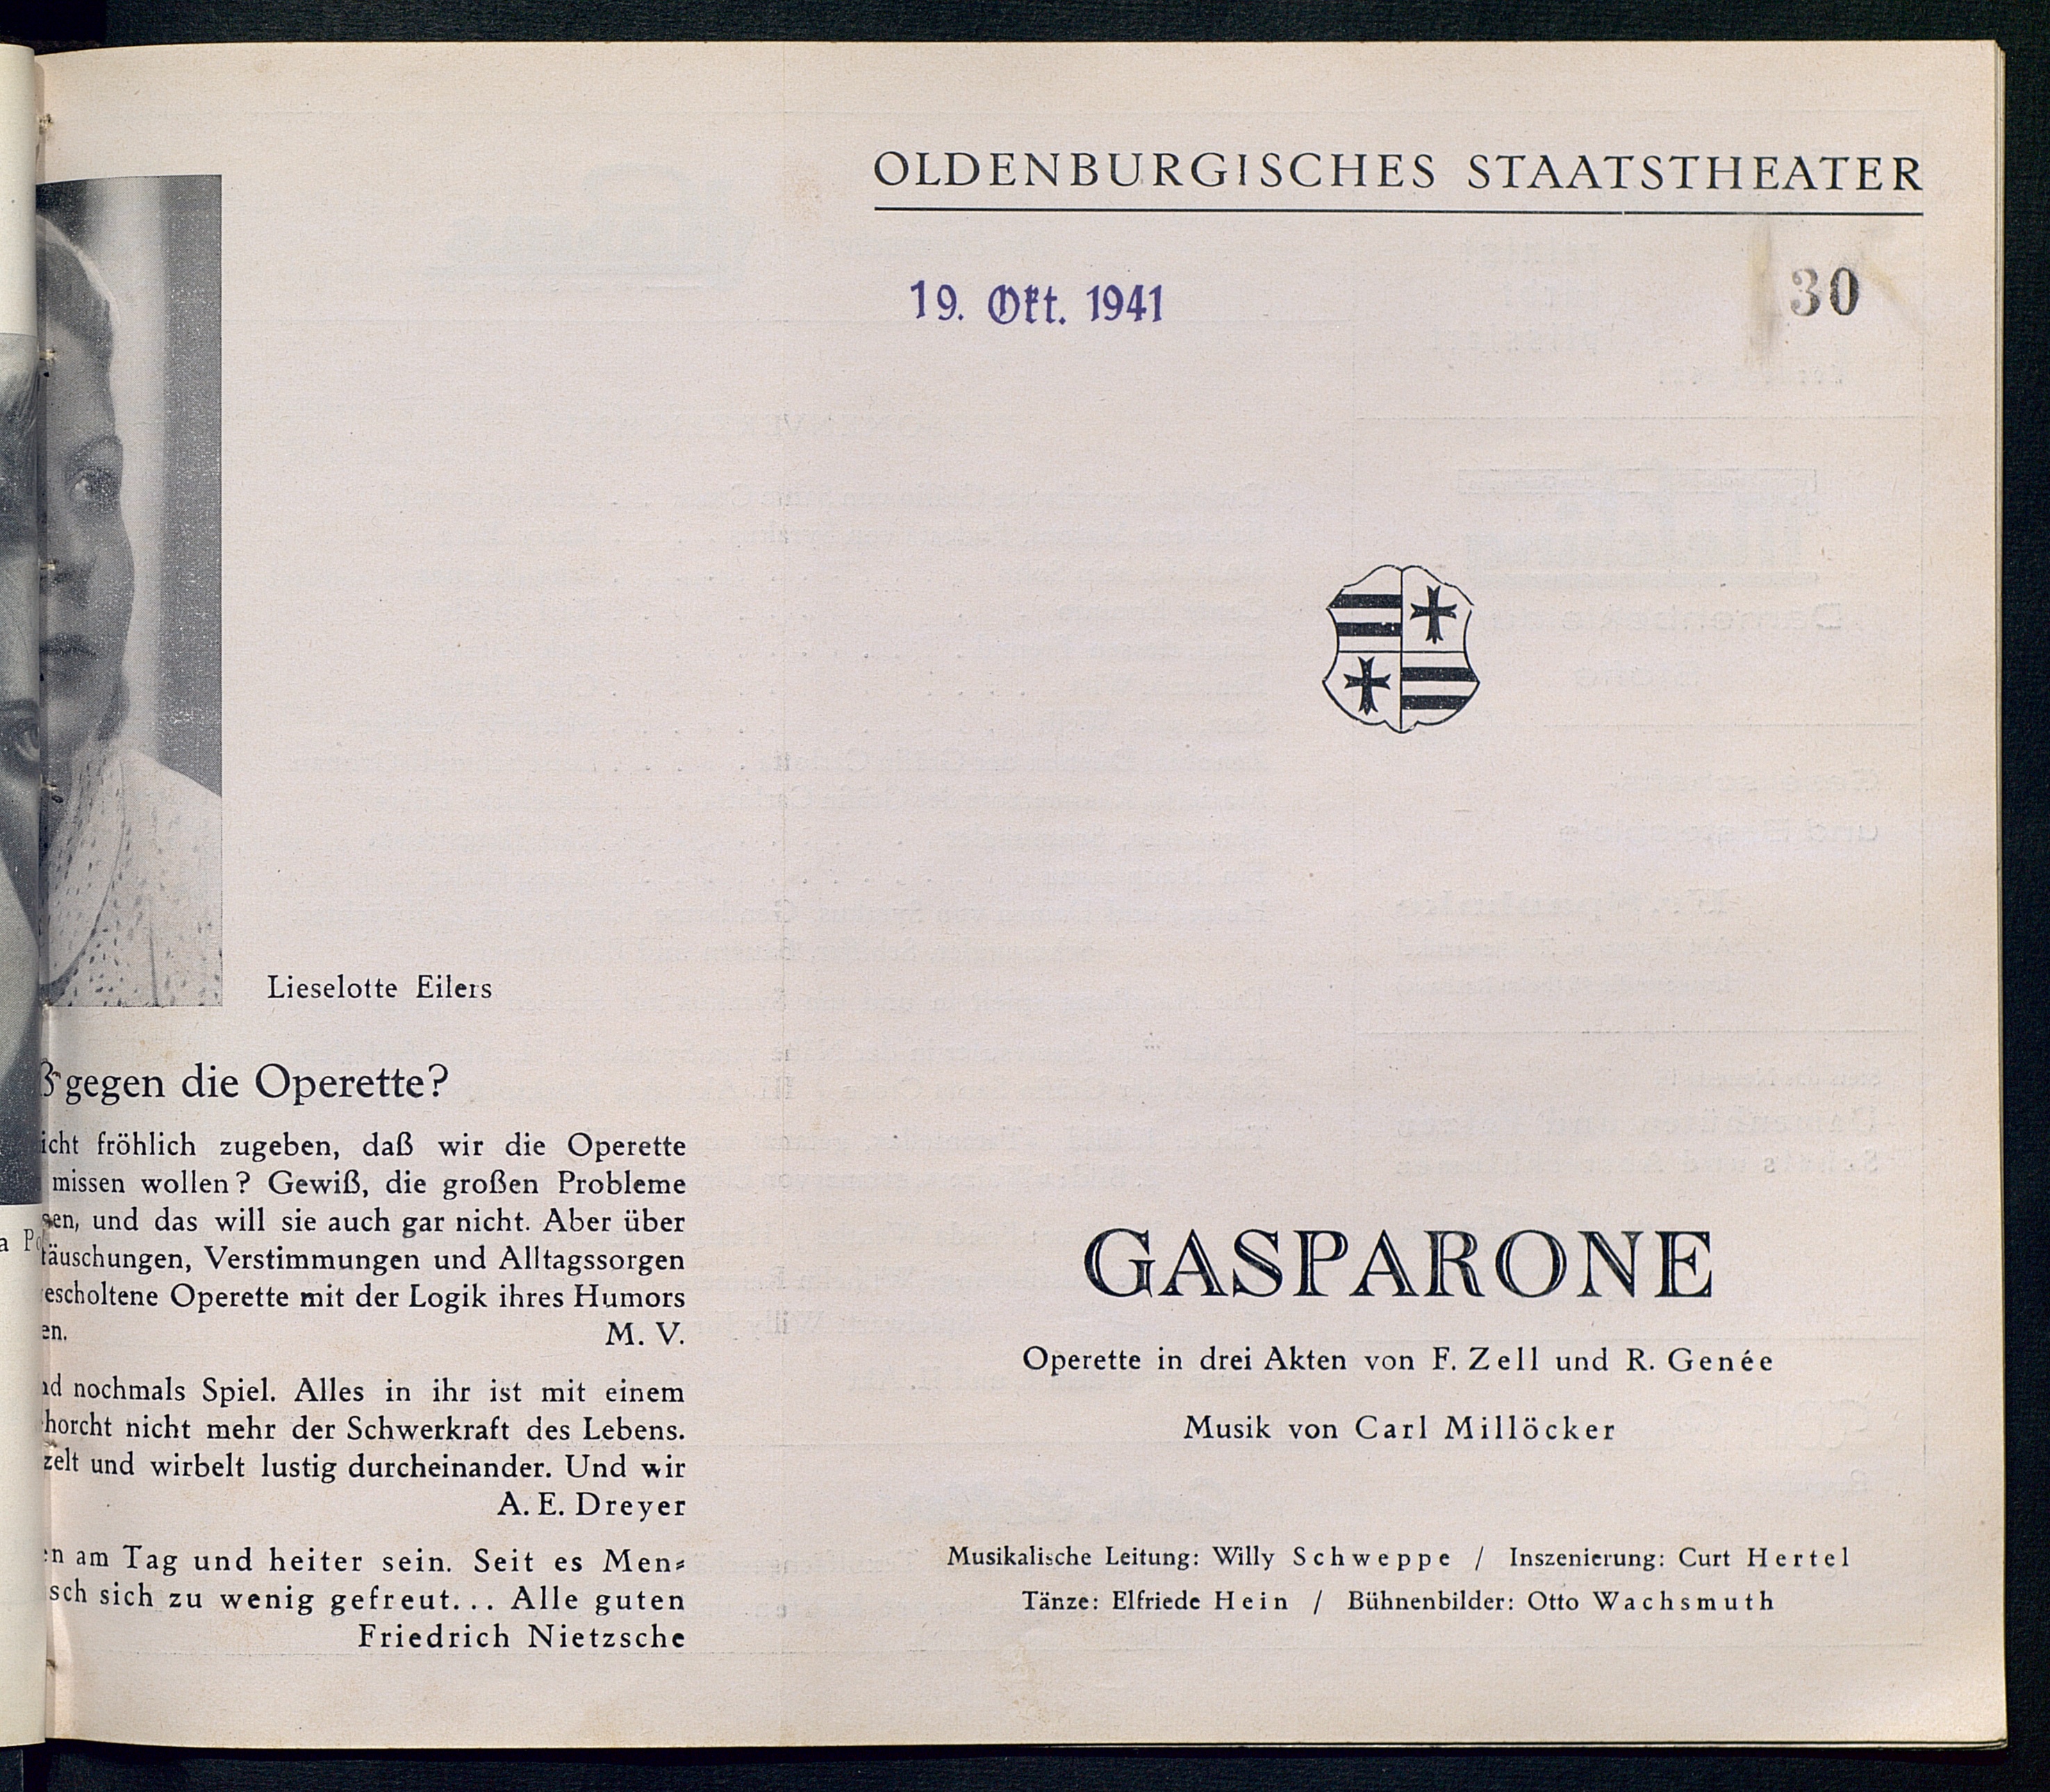 Lieselotte Eilers
gegen die Operette?
fröhlich zugeben, daß wir die Operette
missen wollen? Gewiß, die großen Probleme
und das will sie auch gar nicht. Aber über
täuschungen, Verstimmungen und Alltagssorgen
escholtene Operette mit der Logik ihres Humors
en.
M. V.
nochmals Spiel. Alles in ihr ist mit einem
horcht nicht mehr der Schwerkraft des Lebens.
zelt und wirbelt lustig durcheinander. Und wir
A. E. Dreyer
am Tag und heiter sein. Seit es Men-
sch sich zu wenig gefreut... Alle guten
Friedrich Nietzsche
OLDENBURGISCHES STAATSTHEATER
19. Okt. 1941
30
GASPARONE
Operette in drei Akten von F. Zell und R. Genée
Musik von Carl Millöcker
Musikalische Leitung: Willy Schweppe / Inszenierung: Curt Hertel
Tänze: Elfriede Hein / Bühnenbilder: Otto Wachsmuth